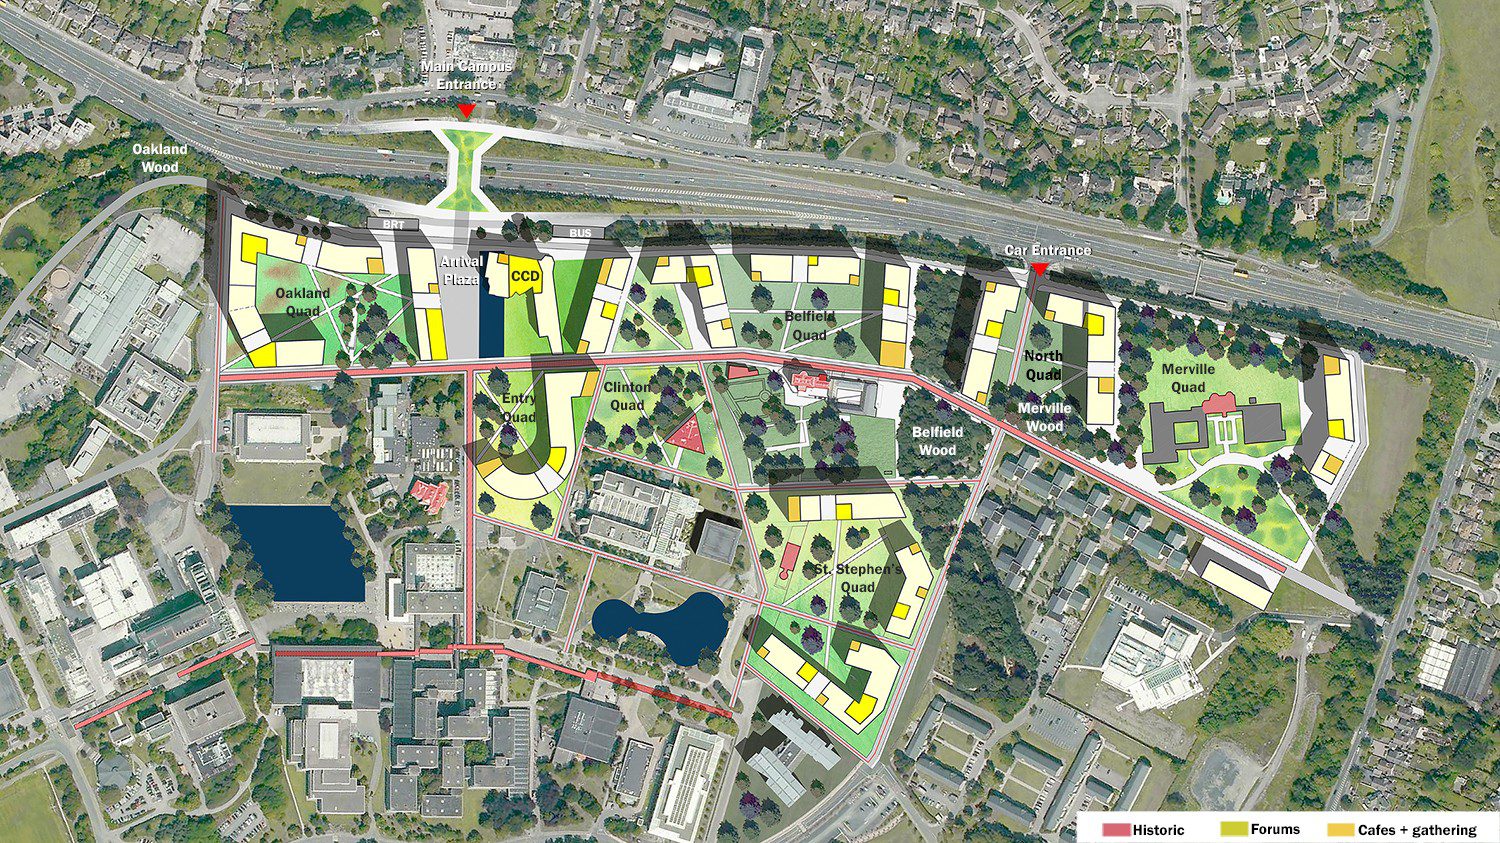 Main Campus
Entrance
Oakland
Wood
BRT
BUS
Car Entrance
Arrival
Plaza
CCD
Oakland
Quad
Belfield
Quad
North
Quad
Merville
Quad
Entry
Quad
Clinton
Quad
Merville
Wood
Belfield
Wood
St. Stephen's
Quad
Historic
Forums
Cafes + gathering